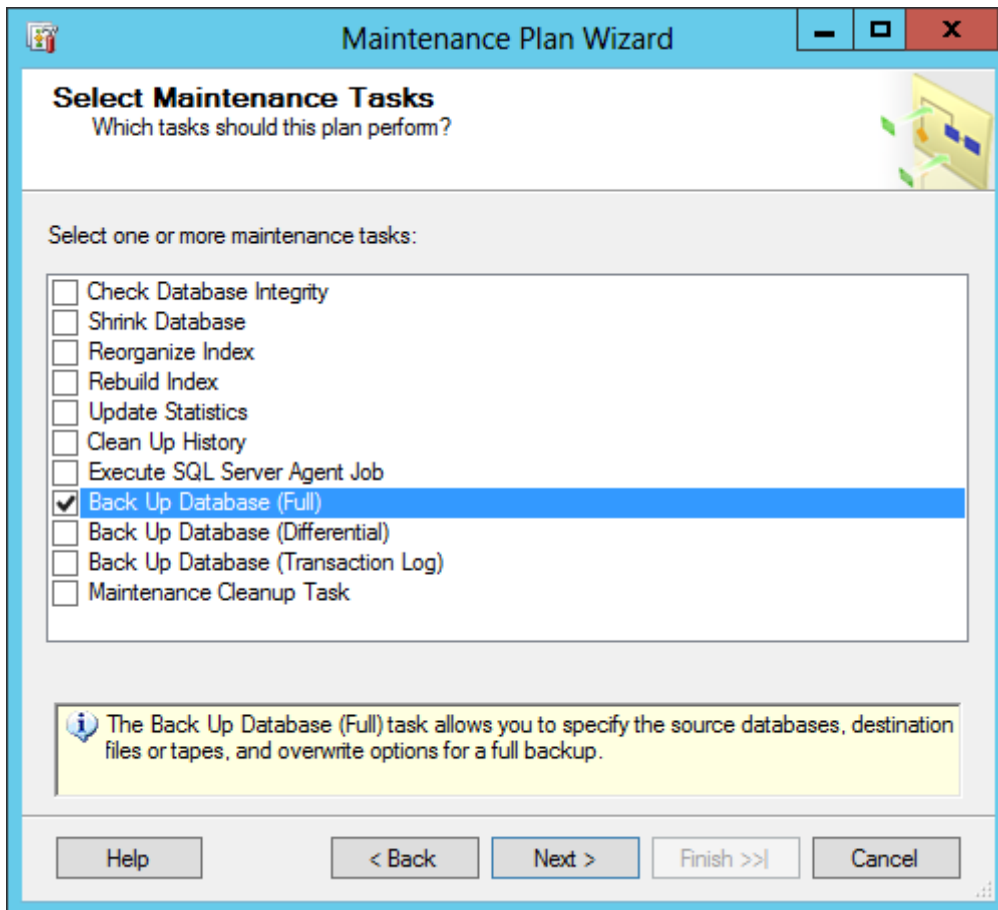 Maintenance Plan Wizard
x
Select Maintenance Tasks
Which tasks should this plan perform?
Select one or more maintenance tasks:
Check Database Integrity
Shrink Database
Reorganize Index
Rebuild Index
Update Statistics
Clean Up History
Execute SQL Server Agent Job
Back Up Database (Full)
Back Up Database (Differential)
Back Up Database (Transaction Log)
Maintenance Cleanup Task
The Back Up Database (Full) task allows you to specify the source databases, destination
files or tapes, and overwrite options for a full backup.
Help
< Back
Next >
Finish >>|
Cancel